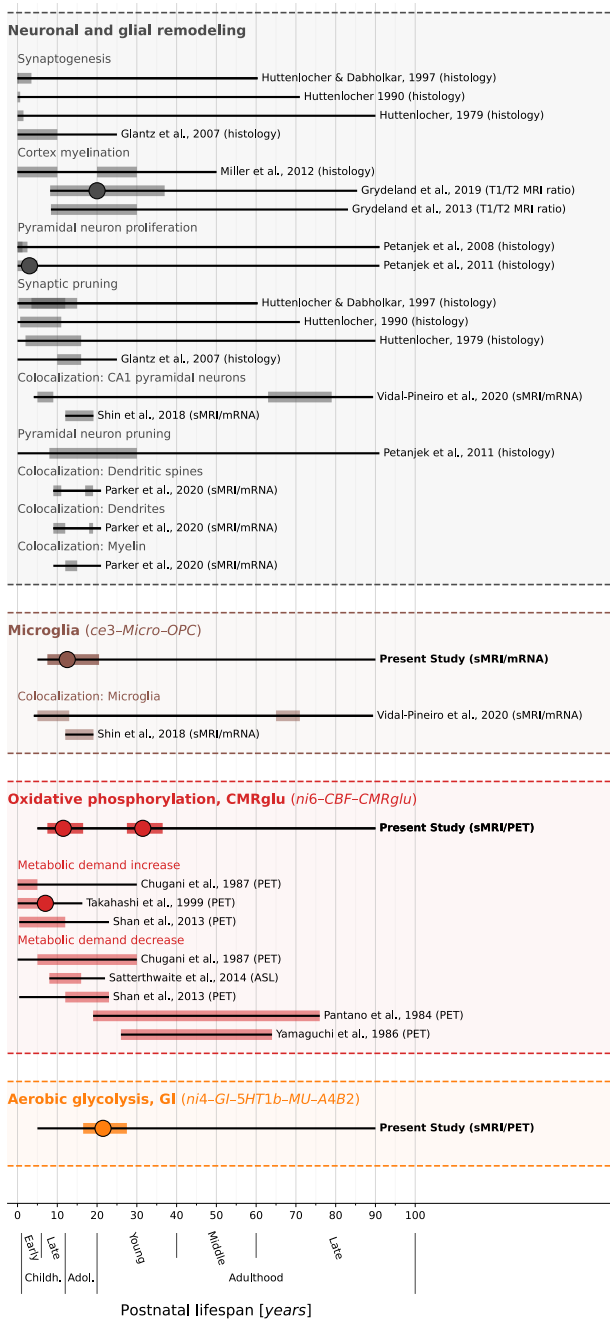 Neuronal and glial remodeling
Synaptogenesis
Huttenlocher & Dabholkar, 1997 (histology)
Huttenlocher 1990 (histology)
Huttenlocher, 1979 (histology)
Glantz et al., 2007 (histology)
Cortex myelination
Miller et al., 2012 (histology)
Grydeland et al., 2019 (T1/T2 MRI ratio)
Grydeland et al., 2013 (T1/T2 MRI ratio)
Pyramidal neuron proliferation
Petanjek et al., 2008 (histology)
Petanjek et al., 2011 (histology)
Synaptic pruning
Huttenlocher & Dabholkar, 1997 (histology)
Huttenlocher, 1990 (histology)
Huttenlocher, 1979 (histology)
Glantz et al., 2007 (histology)
Colocalization: CA1 pyramidal neurons
Vidal-Pineiro et al., 2020 (sMRI/mRNA)
Shin et al., 2018 (sMRI/mRNA)
Pyramidal neuron pruning
Petanjek et al., 2011 (histology)
Colocalization: Dendritic spines
Parker et al., 2020 (sMRI/mRNA)
Colocalization: Dendrites
Parker et al., 2020 (sMRI/mRNA)
Colocalization: Myelin
Parker et al., 2020 (sMRI/mRNA)
Microglia (ce3–Micro–OPC)
Present Study (sMRI/mRNA)
Colocalization: Microglia
Vidal-Pineiro et al., 2020 (sMRI/mRNA)
Shin et al., 2018 (sMRI/mRNA)
Oxidative phosphorylation, CMRglu (ni6–CBF–CMRglu)
Present Study (sMRI/PET)
Metabolic demand increase
Chugani et al., 1987 (PET)
Takahashi et al., 1999 (PET)
Shan et al., 2013 (PET)
Metabolic demand decrease
Chugani et al., 1987 (PET)
Satterthwaite et al., 2014 (ASL)
Shan et al., 2013 (PET)
Pantano et al., 1984 (PET)
Yamaguchi et al., 1986 (PET)
Aerobic glycolysis, GI (ni4–GI–5HT1b–MU–A4B2)
Present Study (sMRI/PET)
0 10 20 30 40 50 60 70 80 90 100
Early Late Young Middle Late
Childh. Adol. Adulthood
Postnatal lifespan [years]